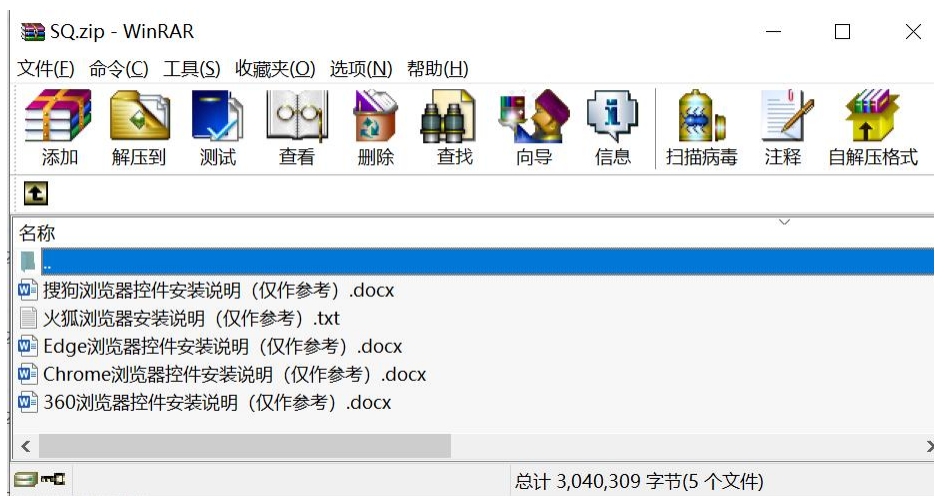 SQ.zip - WinRAR
文件(F) 命令(C) 工具(S) 收藏夹(O) 选项(N) 帮助(H)
添加 解压到 测试 查看 删除 查找 向导 信息 扫描病毒 注释 自解压格式
名称
..
搜狗浏览器控件安装说明（仅作参考）.docx
火狐浏览器安装说明（仅作参考）.txt
Edge浏览器控件安装说明（仅作参考）.docx
Chrome浏览器控件安装说明（仅作参考）.docx
360浏览器控件安装说明（仅作参考）.docx
总计 3,040,309 字节(5 个文件)